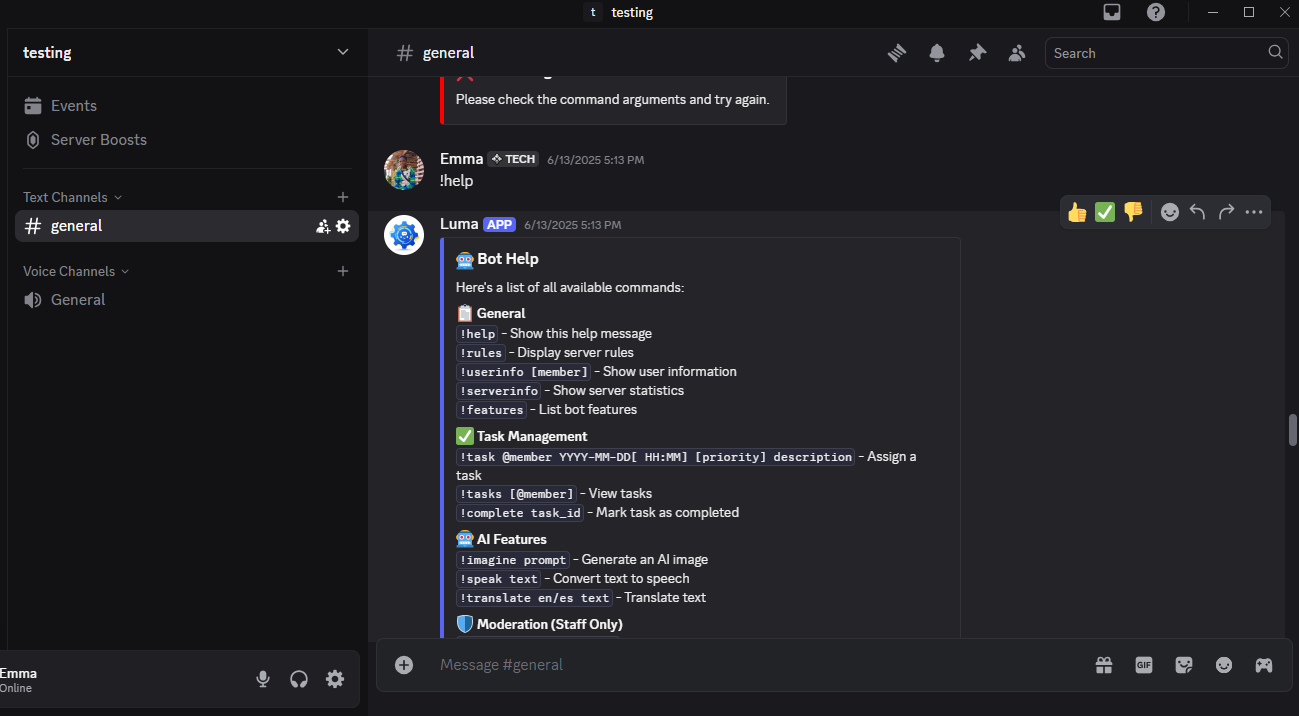 t testing
testing
# general
Search
Events
Server Boosts
Text Channels
# general
Voice Channels
General
Emma
Online
Please check the command arguments and try again.
Emma TECH 6/13/2025 5:13 PM
!help
Luma APP 6/13/2025 5:13 PM
Bot Help
Here's a list of all available commands:
General
!help - Show this help message
!rules - Display server rules
!userinfo [member] - Show user information
!serverinfo - Show server statistics
!features - List bot features
Task Management
!task @member YYYY-MM-DD[ HH:MM] [priority] description - Assign a
task
!tasks [@member] - View tasks
!complete task_id - Mark task as completed
AI Features
!imagine prompt - Generate an AI image
!speak text - Convert text to speech
!translate en/es text - Translate text
Moderation (Staff Only)
Message #general
GIF